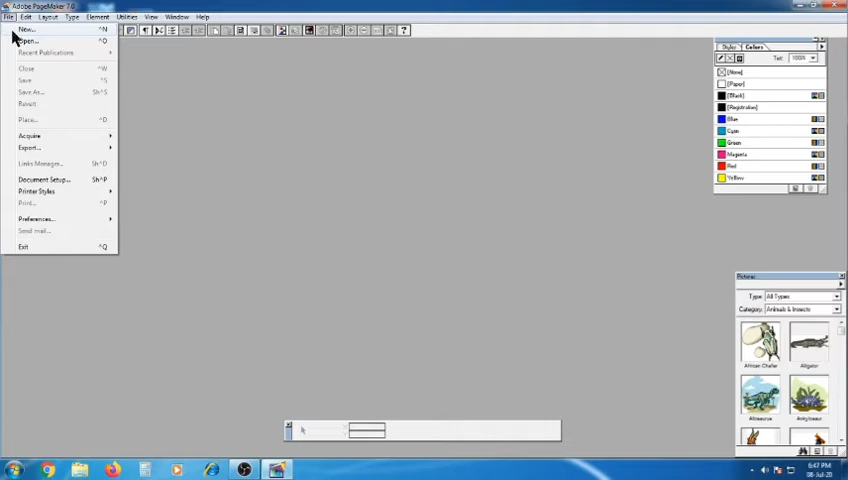 Adobe PageMaker 7.0
File Edit Layout Type Element Utilities View Window Help
New... ^N
Open... ^O
Recent Publications
Close ^W
Save ^S
Save As... Sh^S
Revert
Place... ^D
Acquire
Export...
Links Manager... Sh^D
Document Setup... Sh^P
Printer Styles
Print... ^P
Preferences...
Send mail...
Exit ^Q
Styles Colors
Tint: 100%
[None]
[Paper]
[Black]
[Registration]
Blue
Cyan
Green
Magenta
Red
Yellow
Pictures
Type: All Types
Category: Animals & Insects
African Chafer Alligator
Allosaurus Ankylosaur
6:47 PM
08-Jul-20